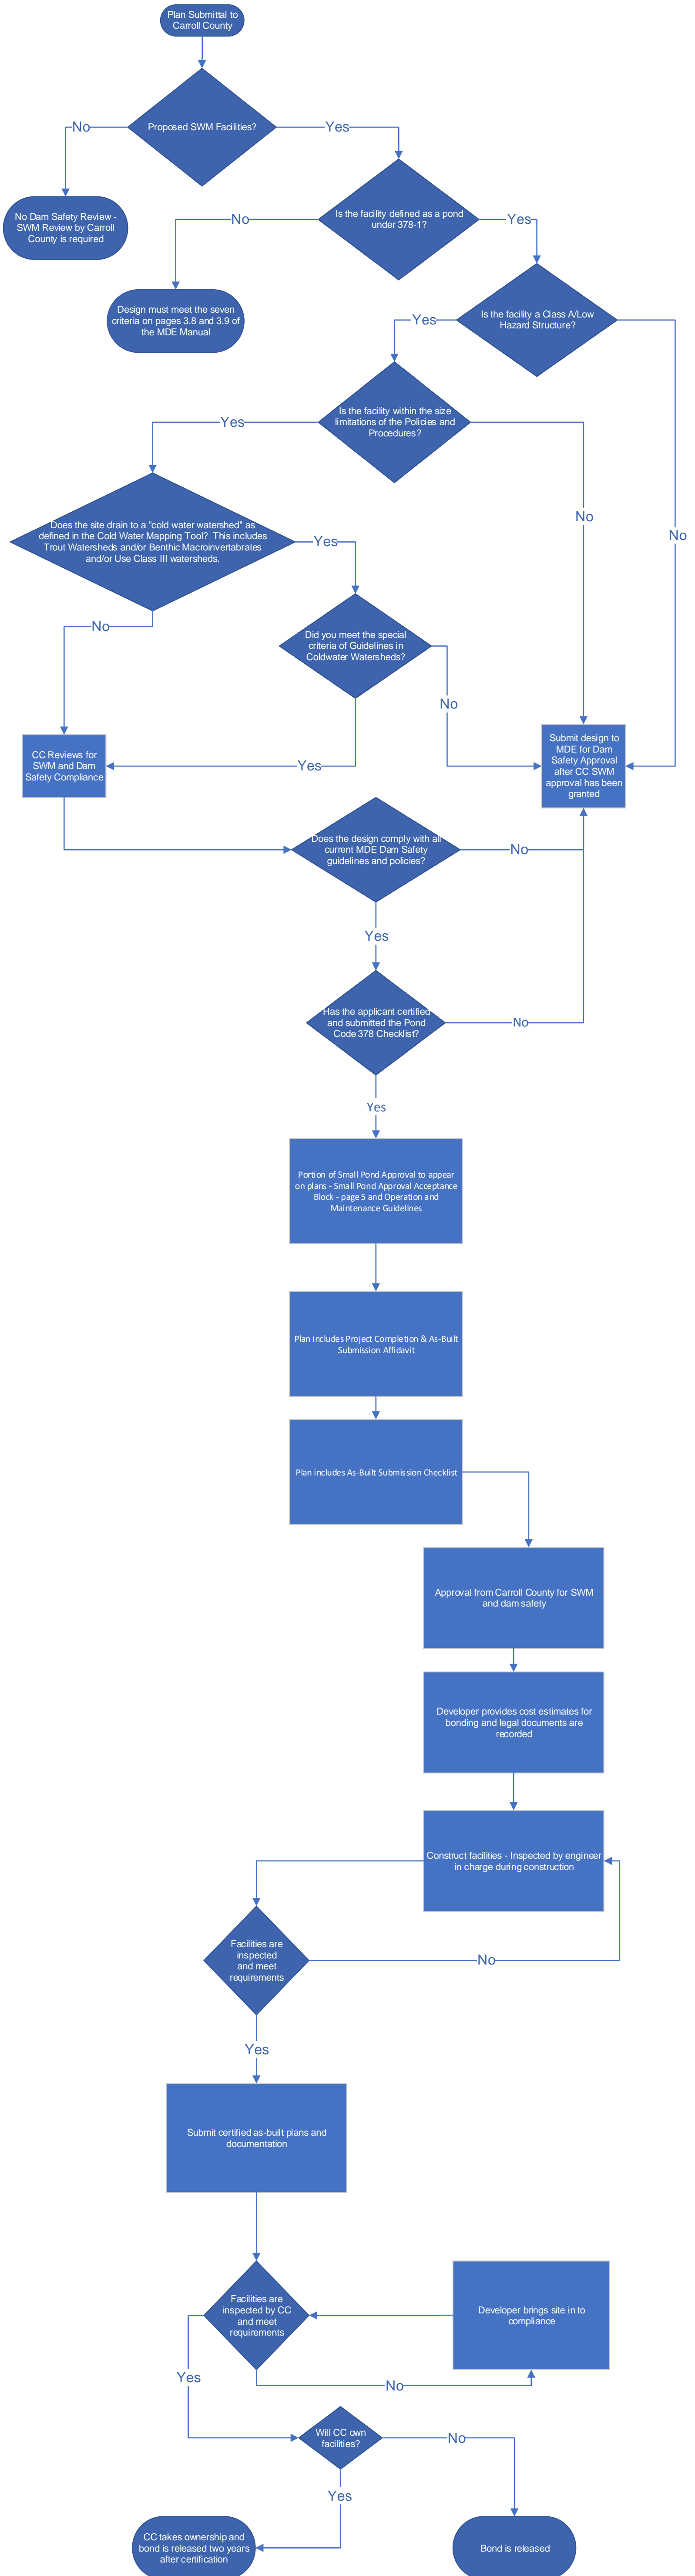 Plan Submittal to
Carroll County
Proposed SWM Facilities?
No
Yes
No Dam Safety Review -
SWM Review by Carroll
County is required
Is the facility defined as a pond
under 378-1?
No
Yes
Design must meet the seven
criteria on pages 3.8 and 3.9 of
the MDE Manual
Is the facility a Class A/Low
Hazard Structure?
Yes
No
Is the facility within the size
limitations of the Policies and
Procedures?
Yes
No
Does the site drain to a "cold water watershed" as
defined in the Cold Water Mapping Tool? This includes
Trout Watersheds and/or Benthic Macroinvertabrates
and/or Use Class III watersheds.
Yes
No
Did you meet the special
criteria of Guidelines in
Coldwater Watersheds?
No
Yes
CC Reviews for
SWM and Dam
Safety Compliance
Submit design to
MDE for Dam
Safety Approval
after CC SWM
approval has been
granted
Does the design comply with all
current MDE Dam Safety
guidelines and policies?
No
Yes
Has the applicant certified
and submitted the Pond
Code 378 Checklist?
No
Yes
Portion of Small Pond Approval to appear
on plans - Small Pond Approval Acceptance
Block - page 5 and Operation and
Maintenance Guidelines
Plan includes Project Completion & As-Built
Submission Affidavit
Plan includes As-Built Submission Checklist
Approval from Carroll County for SWM
and dam safety
Developer provides cost estimates for
bonding and legal documents are
recorded
Construct facilities - Inspected by engineer
in charge during construction
Facilities are
inspected
and meet
requirements
No
Yes
Submit certified as-built plans and
documentation
Facilities are
inspected by CC
and meet
requirements
Developer brings site in to
compliance
Yes
No
Will CC own
facilities?
No
Yes
CC takes ownership and
bond is released two years
after certification
Bond is released